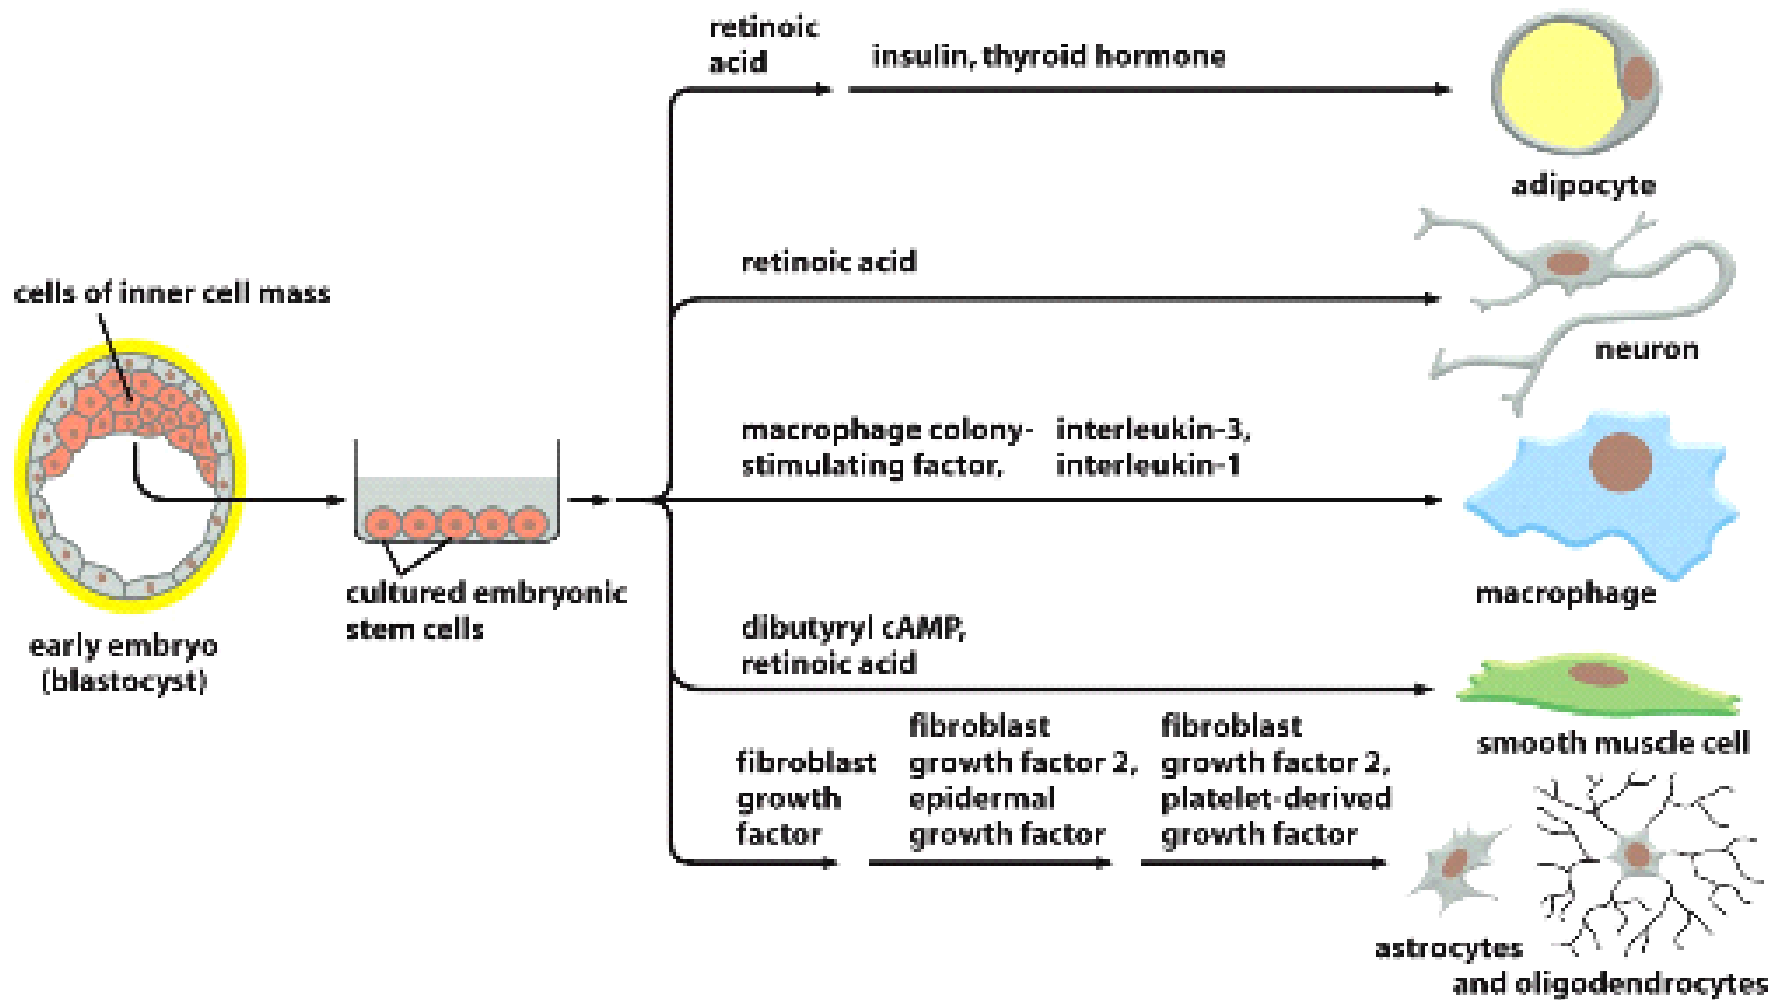 retinoic
acid
insulin, thyroid hormone
adipocyte
retinoic acid
neuron
cells of inner cell mass
macrophage colony-
stimulating factor,
interleukin-3,
interleukin-1
macrophage
cultured embryonic
stem cells
early embryo
(blastocyst)
dibutyryl cAMP,
retinoic acid
smooth muscle cell
fibroblast
growth
factor
fibroblast
growth factor 2,
epidermal
growth factor
fibroblast
growth factor 2,
platelet-derived
growth factor
astrocytes
and oligodendrocytes